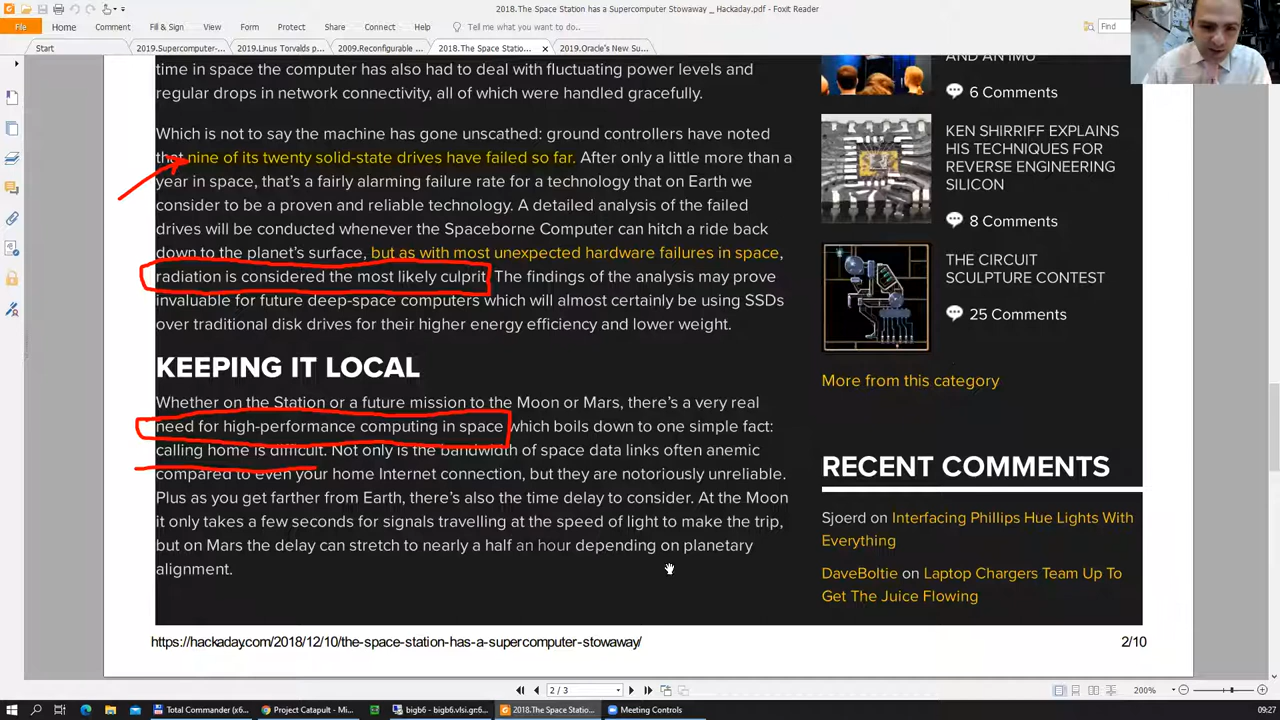 2018.The Space Station has a Supercomputer Stowaway _ Hackaday.pdf - Foxit Reader
File Home Comment Fill & Sign Form Protect Share Connect Help Tell me what you want to do... Find
Start 2019.Supercomputer-... 2019.Linus Torvalds p... 2009.Reconfigurable ... 2018.The Space Statio... 2019.Oracle's New Su...
time in space the computer has also had to deal with fluctuating power levels and
regular drops in network connectivity, all of which were handled gracefully.
Which is not to say the machine has gone unscathed: ground controllers have noted
that nine of its twenty solid-state drives have failed so far. After only a little more than a
year in space, that's a fairly alarming failure rate for a technology that on Earth we
consider to be a proven and reliable technology. A detailed analysis of the failed
drives will be conducted whenever the Spaceborne Computer can hitch a ride back
down to the planet's surface, but as with most unexpected hardware failures in space,
radiation is considered the most likely culprit. The findings of the analysis may prove
invaluable for future deep-space computers which will almost certainly be using SSDs
over traditional disk drives for their higher energy efficiency and lower weight.
KEEPING IT LOCAL
Whether on the Station or a future mission to the Moon or Mars, there's a very real
need for high-performance computing in space which boils down to one simple fact:
calling home is difficult. Not only is the bandwidth of space data links often anemic
compared to even your home Internet connection, but they are notoriously unreliable.
Plus as you get farther from Earth, there's also the time delay to consider. At the Moon
it only takes a few seconds for signals travelling at the speed of light to make the trip,
but on Mars the delay can stretch to nearly a half an hour depending on planetary
alignment.
AND AN IMU
6 Comments
KEN SHIRRIFF EXPLAINS
HIS TECHNIQUES FOR
REVERSE ENGINEERING
SILICON
8 Comments
THE CIRCUIT
SCULPTURE CONTEST
25 Comments
More from this category
RECENT COMMENTS
Sjoerd on Interfacing Phillips Hue Lights With
Everything
DaveBoltie on Laptop Chargers Team Up To
Get The Juice Flowing
https://hackaday.com/2018/12/10/the-space-station-has-a-supercomputer-stowaway/ 2/10
2 / 3 200%
Total Commander (x6... Project Catapult - Mi... bigb6 - bigb6.vlsi.gr:6... 2018.The Space Statio... Meeting Controls 09:27